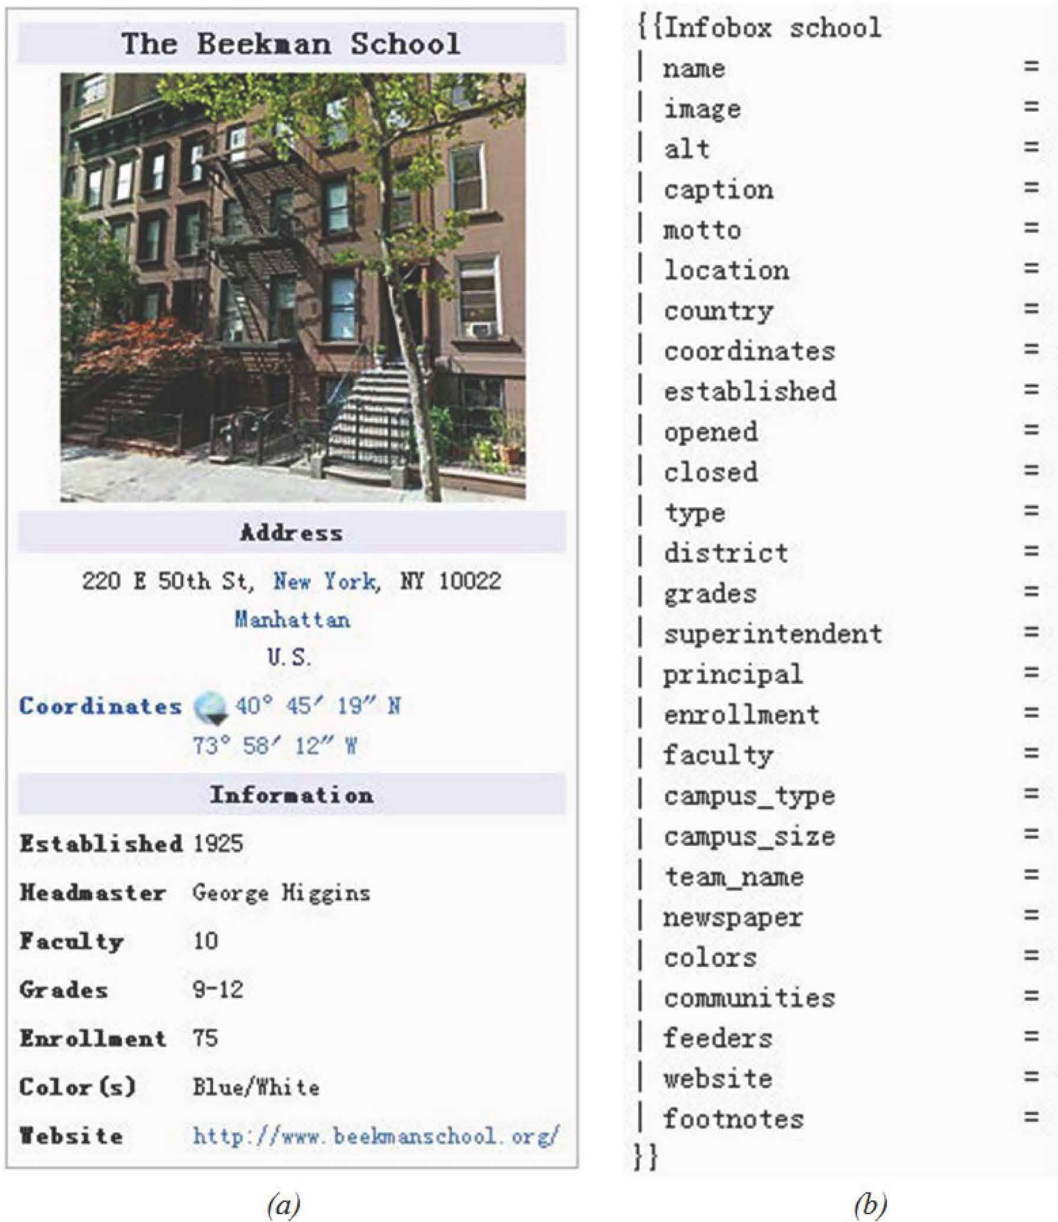 The Beekman School
Address
220 E 50th St, New York, NY 10022
Manhattan
U.S.
Coordinates 40° 45′ 19″ N
73° 58′ 12″ W
Information
Established 1925
Headmaster George Higgins
Faculty 10
Grades 9-12
Enrollment 75
Color(s) Blue/White
Website http://www.beekmanschool.org/
(a)
{{Infobox school
| name =
| image =
| alt =
| caption =
| motto =
| location =
| country =
| coordinates =
| established =
| opened =
| closed =
| type =
| district =
| grades =
| superintendent =
| principal =
| enrollment =
| faculty =
| campus_type =
| campus_size =
| team_name =
| newspaper =
| colors =
| communities =
| feeders =
| website =
| footnotes =
}}
(b)